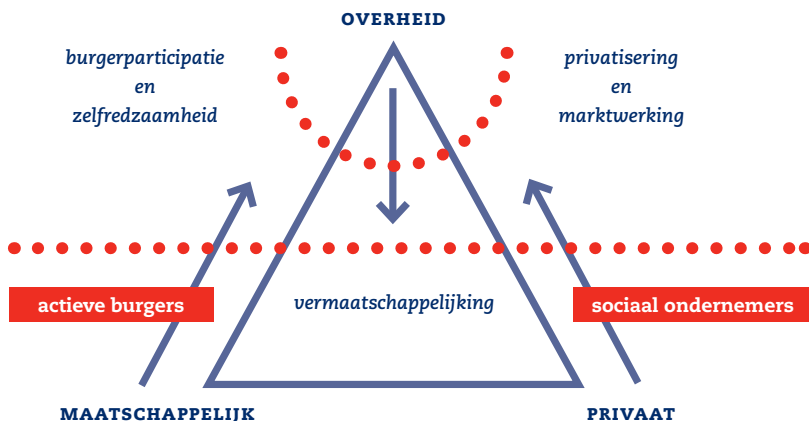 OVERHEID
burgerparticipatie
en
zelfredzaamheid
privatisering
en
marktwerking
actieve burgers
vermaatschappelijking
sociaal ondernemers
MAATSCHAPPELIJK
PRIVAAT